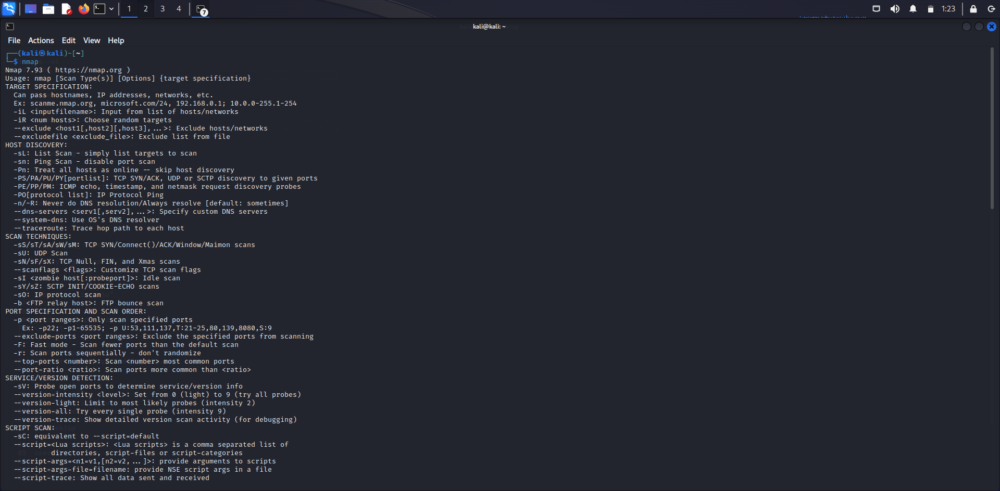 1 2 3 4 7 1:23
kali@kali: ~
File Actions Edit View Help
┌──(kali㉿kali)-[~]
└─$ nmap
Nmap 7.93 ( https://nmap.org )
Usage: nmap [Scan Type(s)] [Options] {target specification}
TARGET SPECIFICATION:
  Can pass hostnames, IP addresses, networks, etc.
  Ex: scanme.nmap.org, microsoft.com/24, 192.168.0.1; 10.0.0-255.1-254
  -iL <inputfilename>: Input from list of hosts/networks
  -iR <num hosts>: Choose random targets
  --exclude <host1[,host2][,host3],...>: Exclude hosts/networks
  --excludefile <exclude_file>: Exclude list from file
HOST DISCOVERY:
  -sL: List Scan - simply list targets to scan
  -sn: Ping Scan - disable port scan
  -Pn: Treat all hosts as online -- skip host discovery
  -PS/PA/PU/PY[portlist]: TCP SYN/ACK, UDP or SCTP discovery to given ports
  -PE/PP/PM: ICMP echo, timestamp, and netmask request discovery probes
  -PO[protocol list]: IP Protocol Ping
  -n/-R: Never do DNS resolution/Always resolve [default: sometimes]
  --dns-servers <serv1[,serv2],...>: Specify custom DNS servers
  --system-dns: Use OS's DNS resolver
  --traceroute: Trace hop path to each host
SCAN TECHNIQUES:
  -sS/sT/sA/sW/sM: TCP SYN/Connect()/ACK/Window/Maimon scans
  -sU: UDP Scan
  -sN/sF/sX: TCP Null, FIN, and Xmas scans
  --scanflags <flags>: Customize TCP scan flags
  -sI <zombie host[:probeport]>: Idle scan
  -sY/sZ: SCTP INIT/COOKIE-ECHO scans
  -sO: IP protocol scan
  -b <FTP relay host>: FTP bounce scan
PORT SPECIFICATION AND SCAN ORDER:
  -p <port ranges>: Only scan specified ports
    Ex: -p22; -p1-65535; -p U:53,111,137,T:21-25,80,139,8080,S:9
  --exclude-ports <port ranges>: Exclude the specified ports from scanning
  -F: Fast mode - Scan fewer ports than the default scan
  -r: Scan ports sequentially - don't randomize
  --top-ports <number>: Scan <number> most common ports
  --port-ratio <ratio>: Scan ports more common than <ratio>
SERVICE/VERSION DETECTION:
  -sV: Probe open ports to determine service/version info
  --version-intensity <level>: Set from 0 (light) to 9 (try all probes)
  --version-light: Limit to most likely probes (intensity 2)
  --version-all: Try every single probe (intensity 9)
  --version-trace: Show detailed version scan activity (for debugging)
SCRIPT SCAN:
  -sC: equivalent to --script=default
  --script=<Lua scripts>: <Lua scripts> is a comma separated list of
           directories, script-files or script-categories
  --script-args=<n1=v1,[n2=v2,...]>: provide arguments to scripts
  --script-args-file=filename: provide NSE script args in a file
  --script-trace: Show all data sent and received